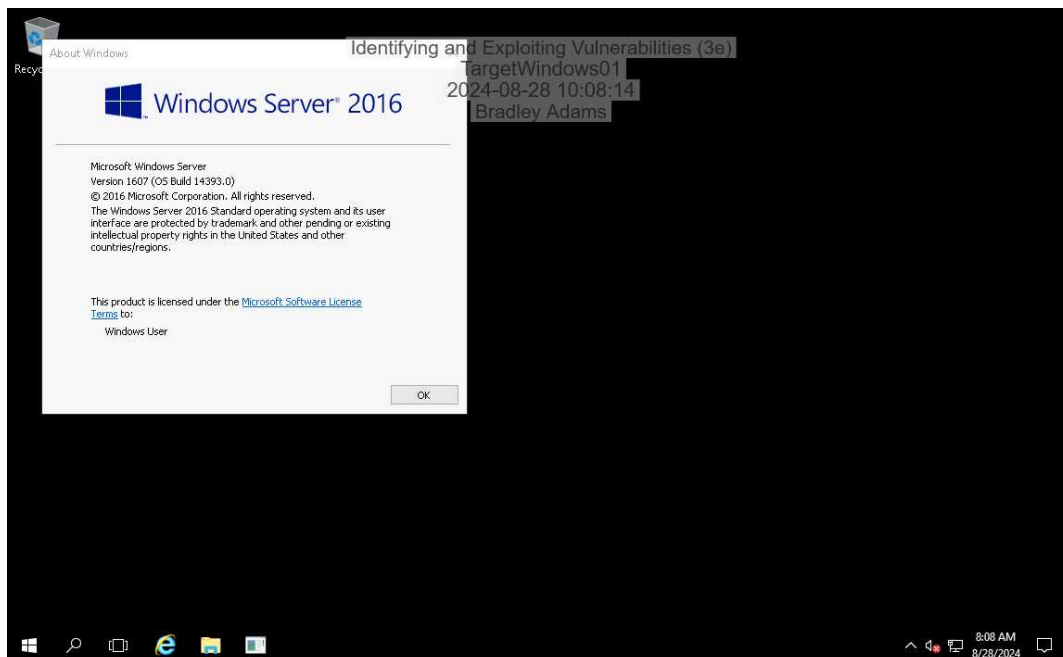 Recyc
About Windows
Identifying and Exploiting Vulnerabilities (3e)
TargetWindows01
2024-08-28 10:08:14
Bradley Adams
Windows Server® 2016
Microsoft Windows Server
Version 1607 (OS Build 14393.0)
© 2016 Microsoft Corporation. All rights reserved.
The Windows Server 2016 Standard operating system and its user
interface are protected by trademark and other pending or existing
intellectual property rights in the United States and other
countries/regions.
This product is licensed under the Microsoft Software License
Terms to:
Windows User
OK
8:08 AM
8/28/2024